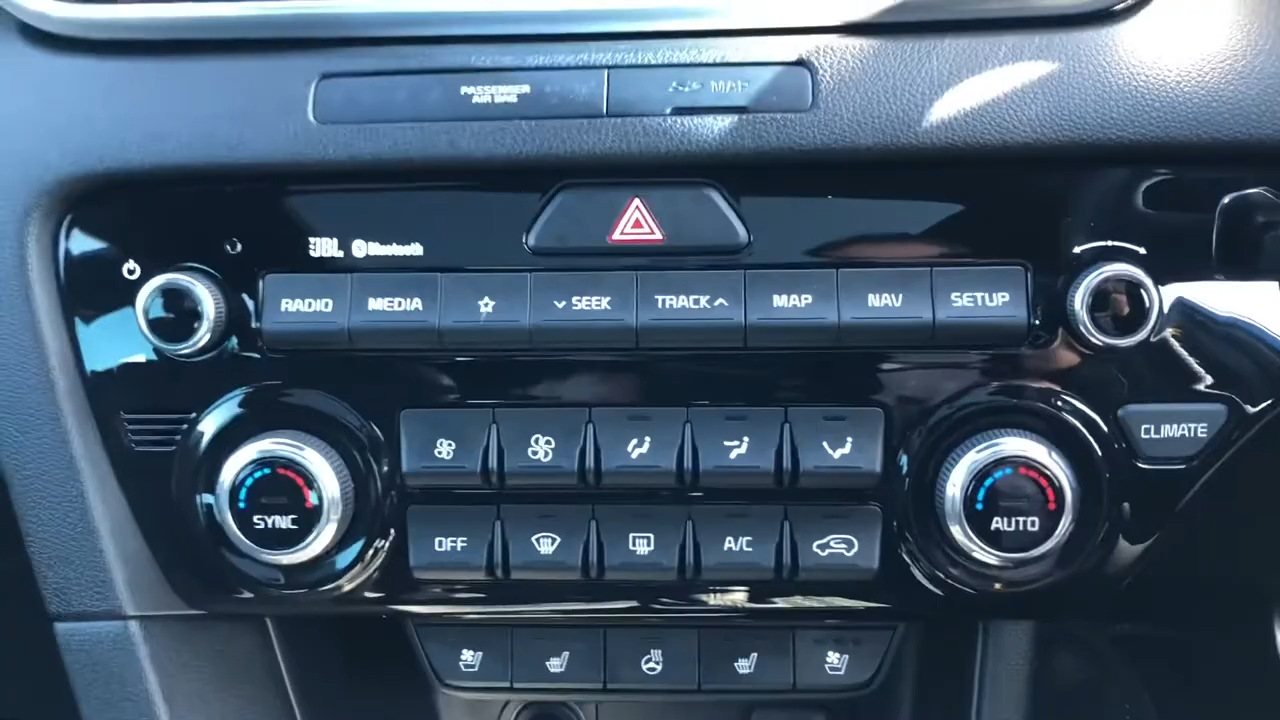 PASSENGER
AIR BAG
MAP
JBL Bluetooth
RADIO MEDIA SEEK TRACK MAP NAV SETUP
CLIMATE
SYNC AUTO
OFF A/C